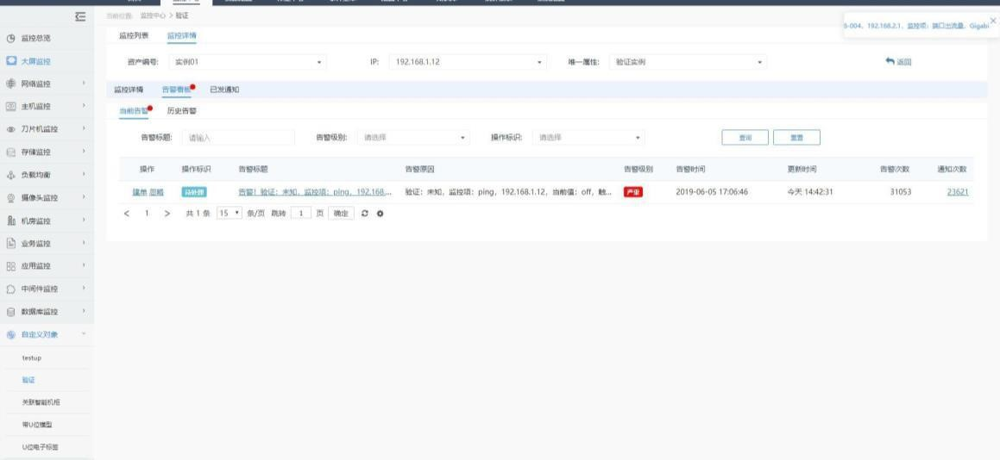 当前位置: 监控中心 > 验证
6-004, 192.168.2.1, 监控项: 端口出流量, Gigabi
监控总览
大屏监控
网络监控
主机监控
刀片机监控
存储监控
负载均衡
摄像头监控
机房监控
业务监控
应用监控
中间件监控
数据库监控
自定义对象
testup
验证
关联智能机柜
带U位模型
U位电子标签
监控列表 监控详情
资产编号: 实例01 IP: 192.168.1.12 唯一属性: 验证实例 返回
监控详情 告警看板 已发通知
当前告警 历史告警
告警标题: 请输入 告警级别: 请选择 操作标识: 请选择 查询 重置
操作 操作标识 告警标题 告警原因 告警级别 告警时间 更新时间 告警次数 通知次数
建单 忽略 待处理 告警! 验证: 未知, 监控项: ping, 192.168.... 验证: 未知, 监控项: ping, 192.168.1.12, 当前值: off, 触... 严重 2019-06-05 17:06:46 今天 14:42:31 31053 23621
< 1 > 共 1 条 15 条/页 跳转 1 页 确定